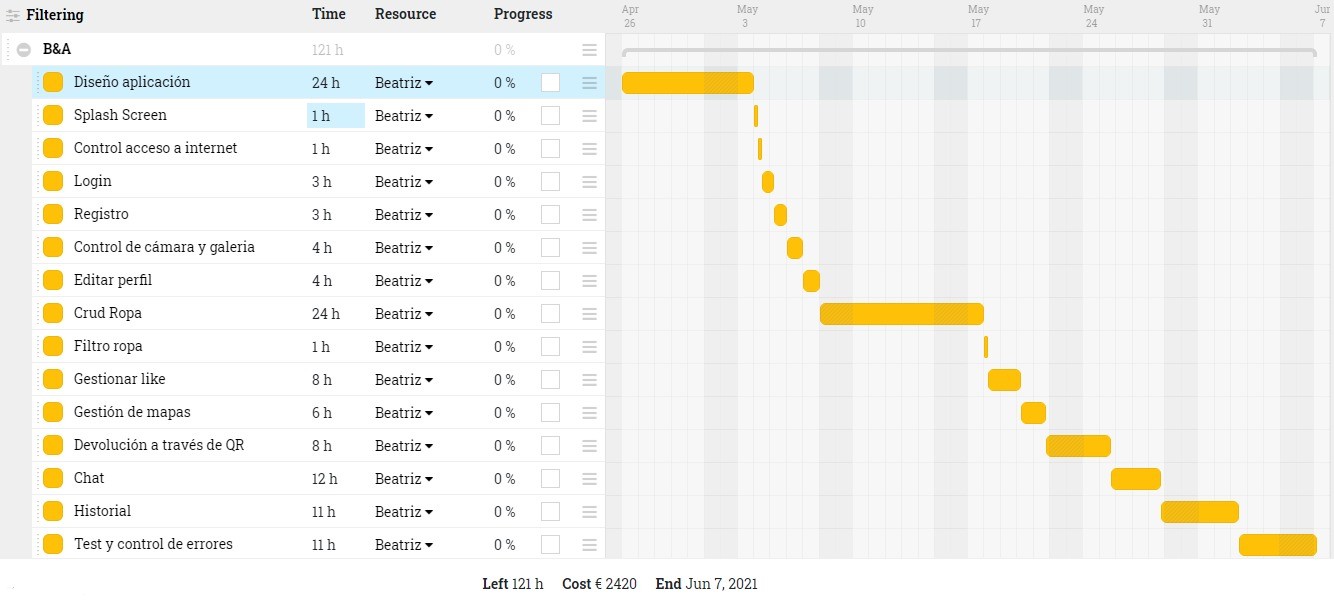 Filtering Time Resource Progress Apr 26 May 3 May 10 May 17 May 24 May 31 Jun 7
B&A 121 h 0 %
Diseño aplicación 24 h Beatriz 0 %
Splash Screen 1 h Beatriz 0 %
Control acceso a internet 1 h Beatriz 0 %
Login 3 h Beatriz 0 %
Registro 3 h Beatriz 0 %
Control de cámara y galeria 4 h Beatriz 0 %
Editar perfil 4 h Beatriz 0 %
Crud Ropa 24 h Beatriz 0 %
Filtro ropa 1 h Beatriz 0 %
Gestionar like 8 h Beatriz 0 %
Gestión de mapas 6 h Beatriz 0 %
Devolución a través de QR 8 h Beatriz 0 %
Chat 12 h Beatriz 0 %
Historial 11 h Beatriz 0 %
Test y control de errores 11 h Beatriz 0 %
Left 121 h Cost € 2420 End Jun 7, 2021